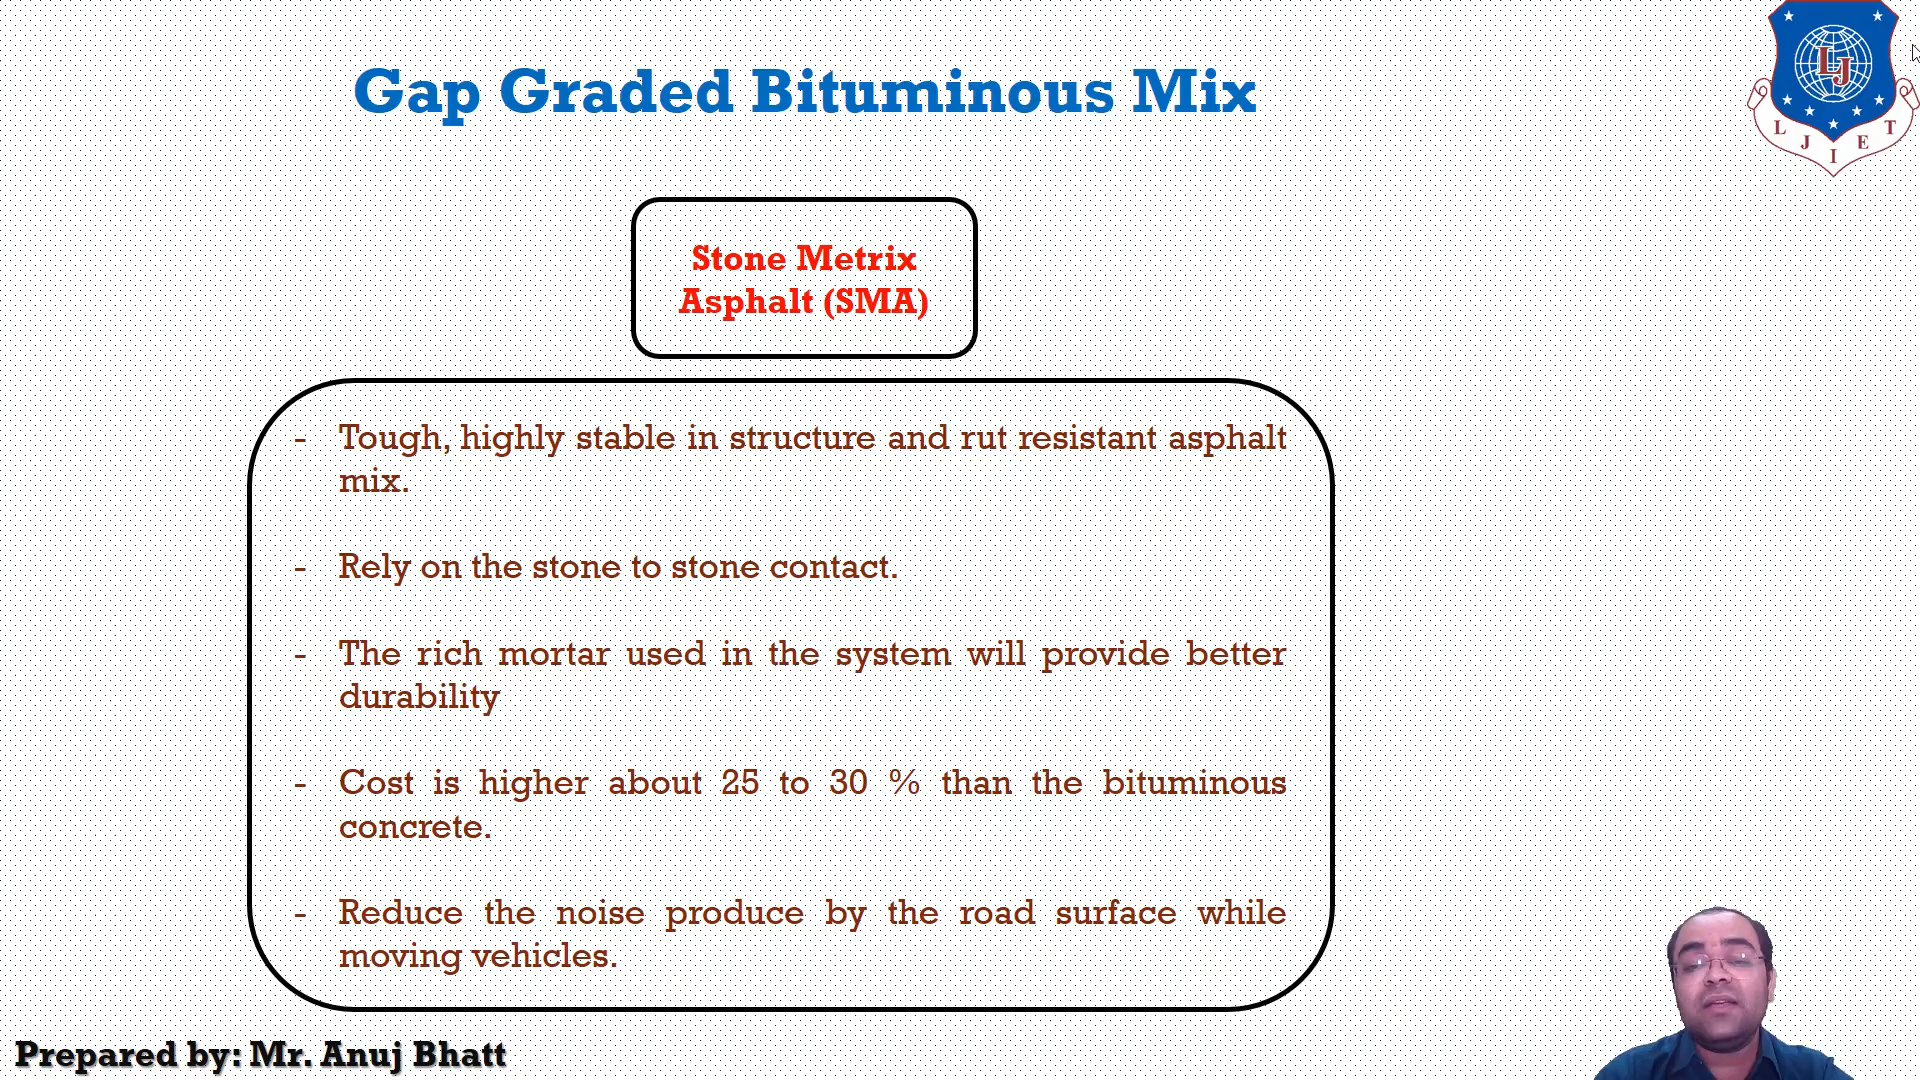 Gap Graded Bituminous Mix
LJ
L J I E T
Stone Metrix
Asphalt (SMA)
- Tough, highly stable in structure and rut resistant asphalt
mix.
- Rely on the stone to stone contact.
- The rich mortar used in the system will provide better
durability
- Cost is higher about 25 to 30 % than the bituminous
concrete.
- Reduce the noise produce by the road surface while
moving vehicles.
Prepared by: Mr. Anuj Bhatt